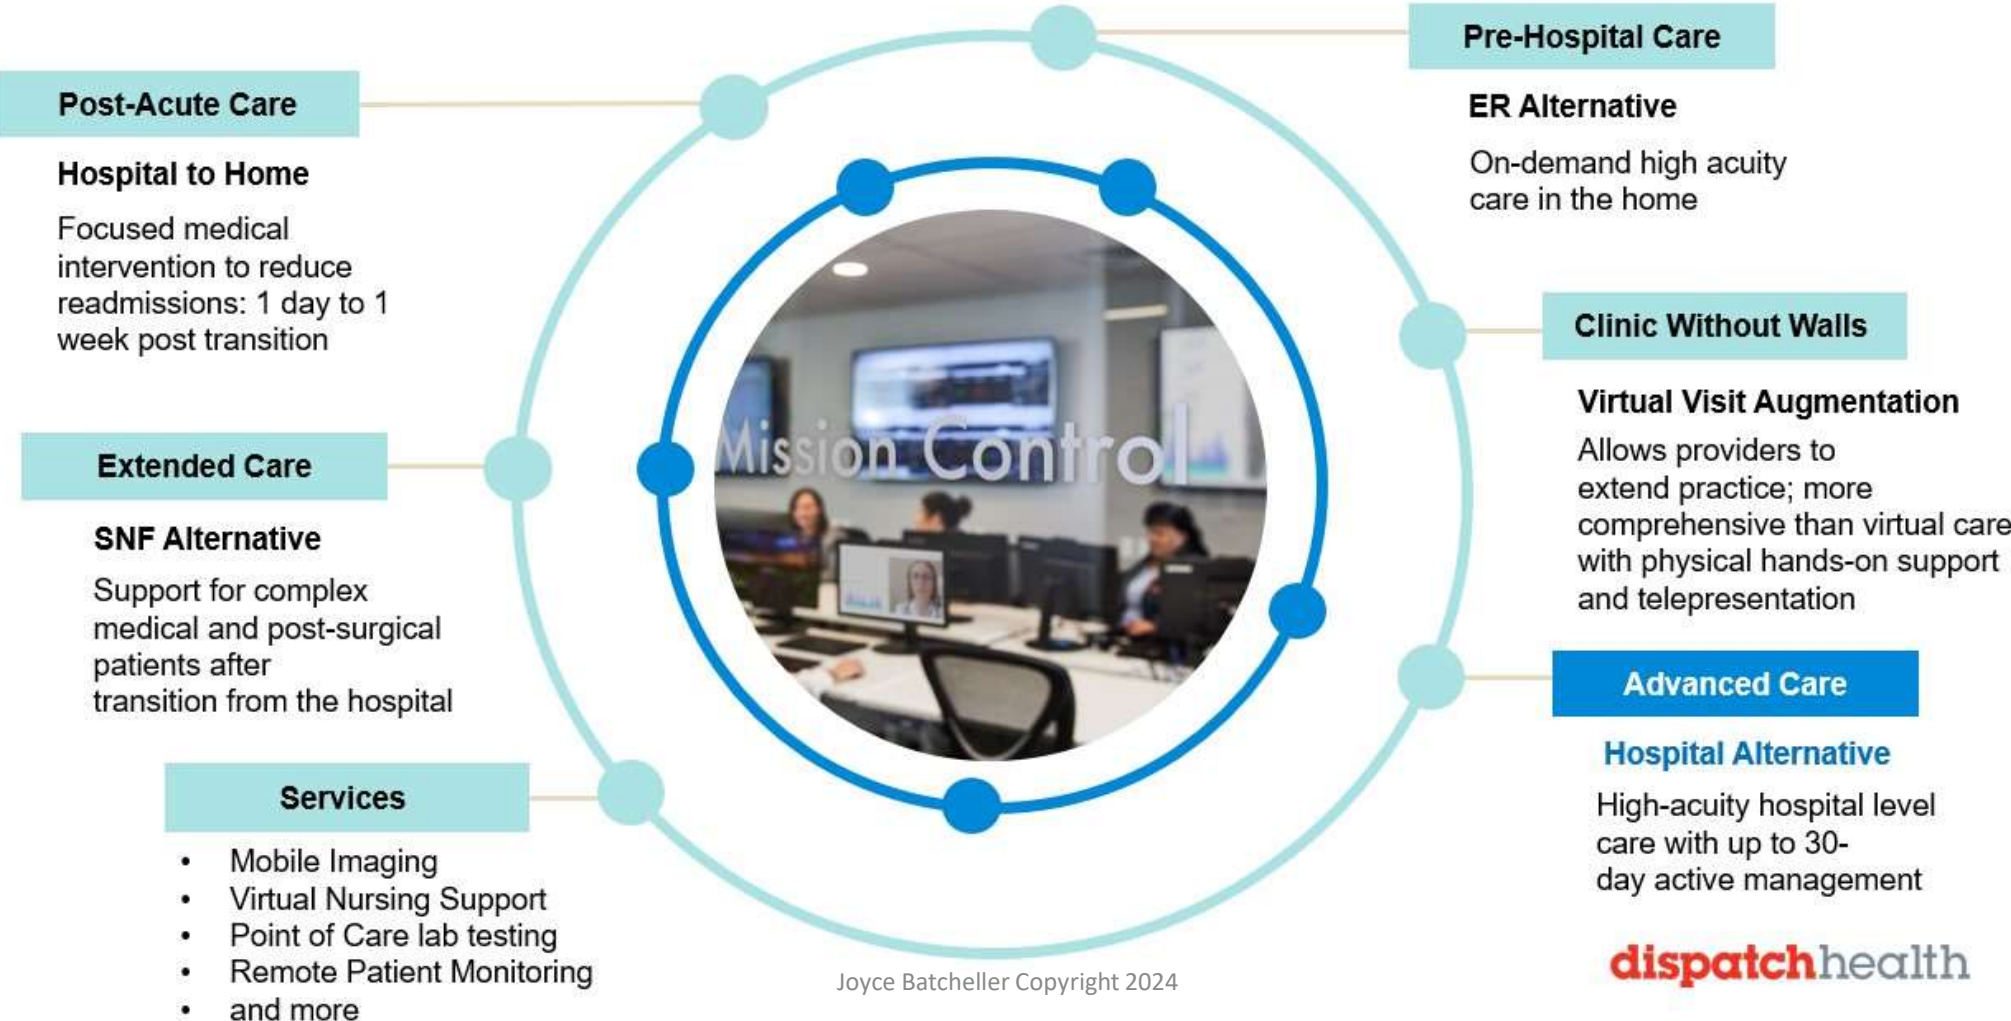 Pre-Hospital Care
ER Alternative
On-demand high acuity
care in the home
Clinic Without Walls
Virtual Visit Augmentation
Allows providers to
extend practice; more
comprehensive than virtual care
with physical hands-on support
and telepresentation
Advanced Care
Hospital Alternative
High-acuity hospital level
care with up to 30-
day active management
Post-Acute Care
Hospital to Home
Focused medical
intervention to reduce
readmissions: 1 day to 1
week post transition
Extended Care
SNF Alternative
Support for complex
medical and post-surgical
patients after
transition from the hospital
Services
• Mobile Imaging
• Virtual Nursing Support
• Point of Care lab testing
• Remote Patient Monitoring
• and more
Mission Control
Joyce Batcheller Copyright 2024
dispatchhealth